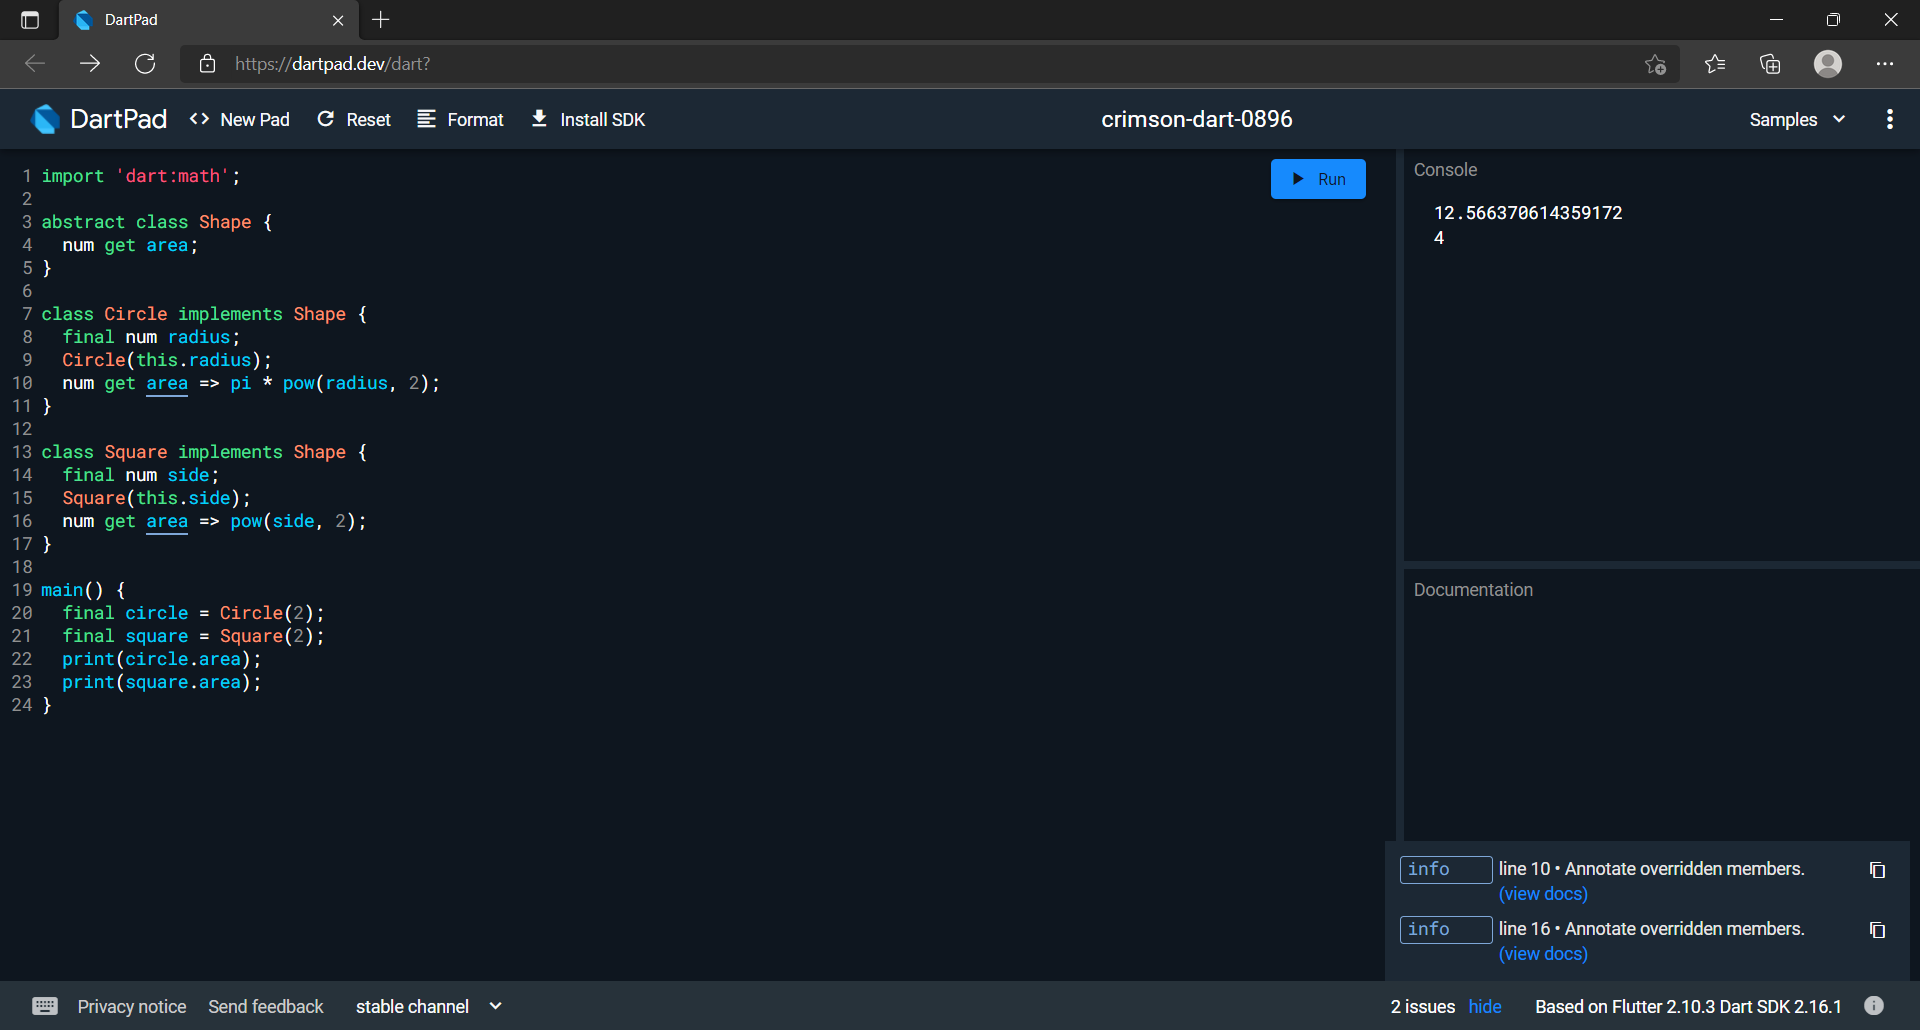 DartPad
https://dartpad.dev/dart?
DartPad <> New Pad Reset Format Install SDK crimson-dart-0896 Samples
1 import 'dart:math';
2
3 abstract class Shape {
4 num get area;
5 }
6
7 class Circle implements Shape {
8 final num radius;
9 Circle(this.radius);
10 num get area => pi * pow(radius, 2);
11 }
12
13 class Square implements Shape {
14 final num side;
15 Square(this.side);
16 num get area => pow(side, 2);
17 }
18
19 main() {
20 final circle = Circle(2);
21 final square = Square(2);
22 print(circle.area);
23 print(square.area);
24 }
Run
Console
12.566370614359172
4
Documentation
info line 10 • Annotate overridden members.
(view docs)
info line 16 • Annotate overridden members.
(view docs)
Privacy notice Send feedback stable channel 2 issues hide Based on Flutter 2.10.3 Dart SDK 2.16.1